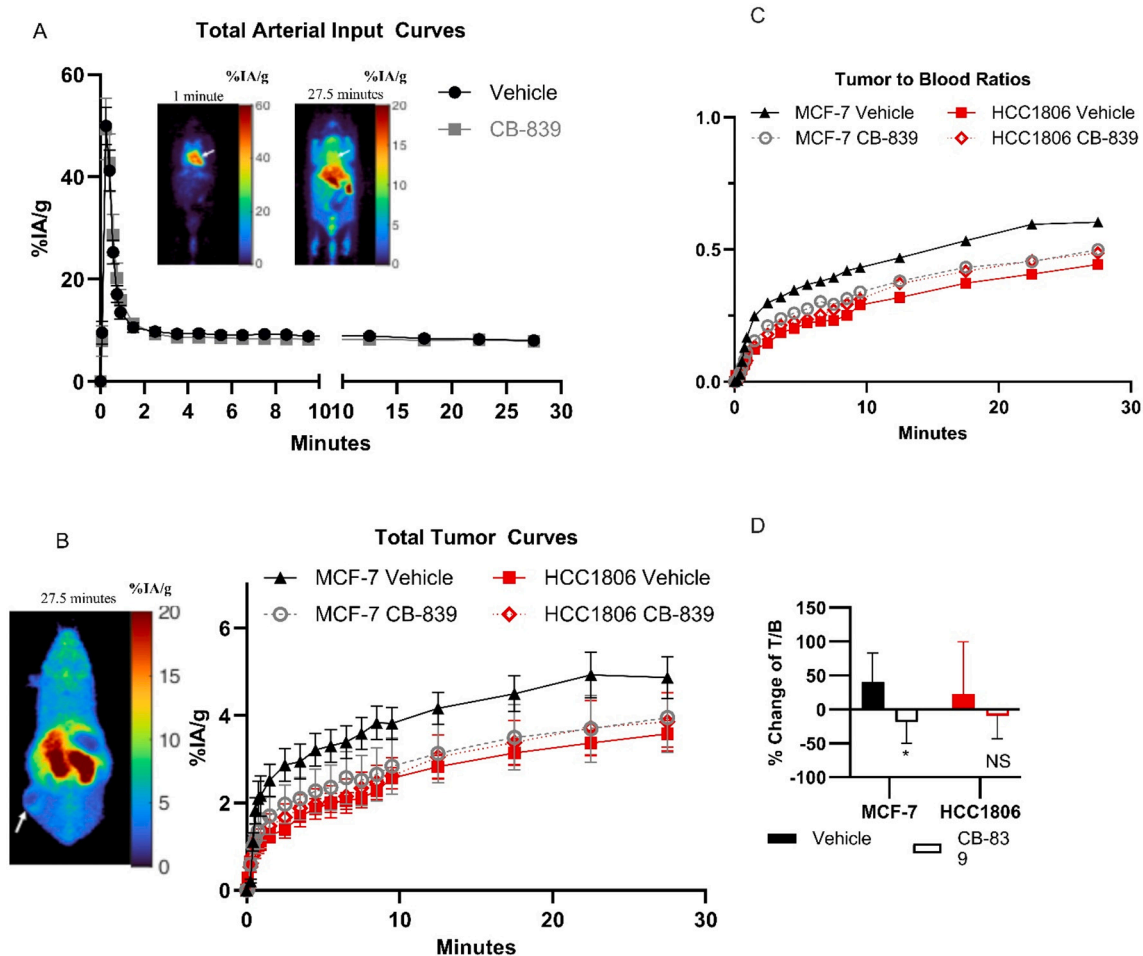 A
Total Arterial Input Curves
%IA/g
60
40
20
0
0
2
4
6
8
10
10
15
20
25
30
Minutes
1 minute
%IA/g
60
40
20
0
27.5 minutes
%IA/g
20
15
10
5
0
Vehicle
CB-839
C
Tumor to Blood Ratios
MCF-7 Vehicle
HCC1806 Vehicle
MCF-7 CB-839
HCC1806 CB-839
1.0
0.5
0.0
0
10
20
30
Minutes
B
27.5 minutes
%IA/g
20
15
10
5
0
Total Tumor Curves
MCF-7 Vehicle
HCC1806 Vehicle
MCF-7 CB-839
HCC1806 CB-839
%IA/g
6
4
2
0
0
10
20
30
Minutes
D
% Change of T/B
150
100
50
0
-50
-100
*
NS
MCF-7
HCC1806
Vehicle
CB-83
9